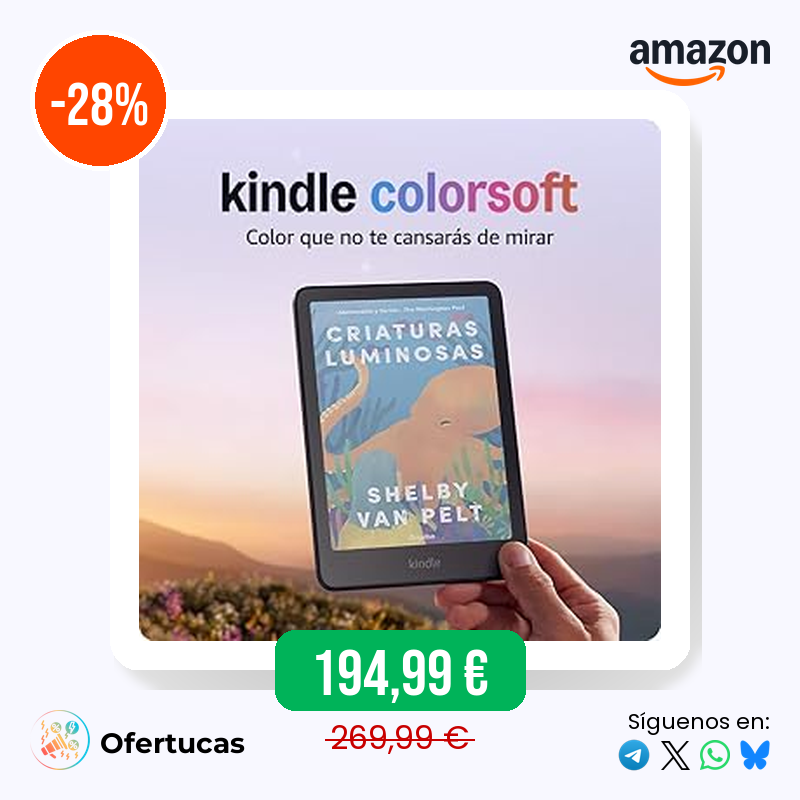 -28%
amazon
kindle colorsoft
Color que no te cansarás de mirar
CRIATURAS
LUMINOSAS
SHELBY
VAN PELT
kindle
194,99 €
269,99 €
Ofertucas
Síguenos en: